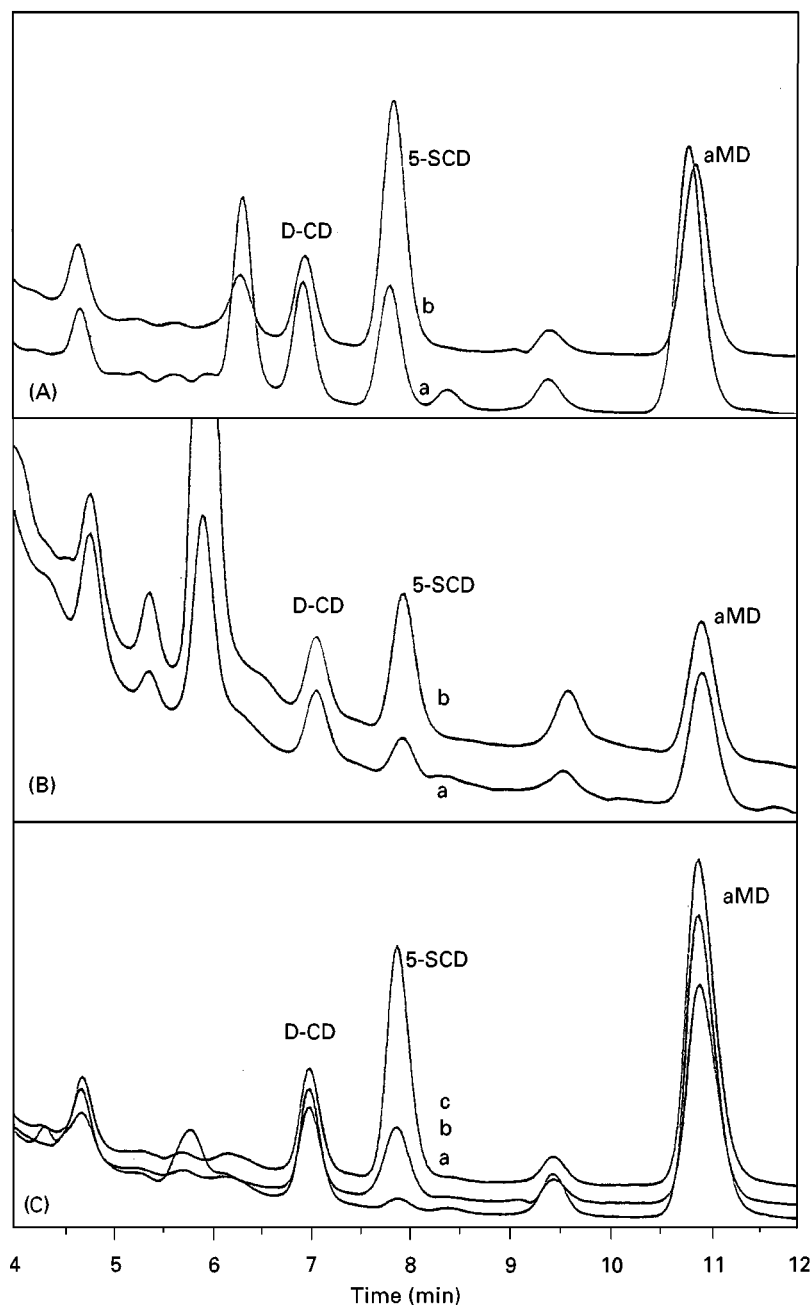 5-SCD
aMD
D-CD
b
a
(A)
5-SCD
D-CD
aMD
b
a
(B)
aMD
5-SCD
D-CD
c
b
a
(C)
4 5 6 7 8 9 10 11 12
Time (min)